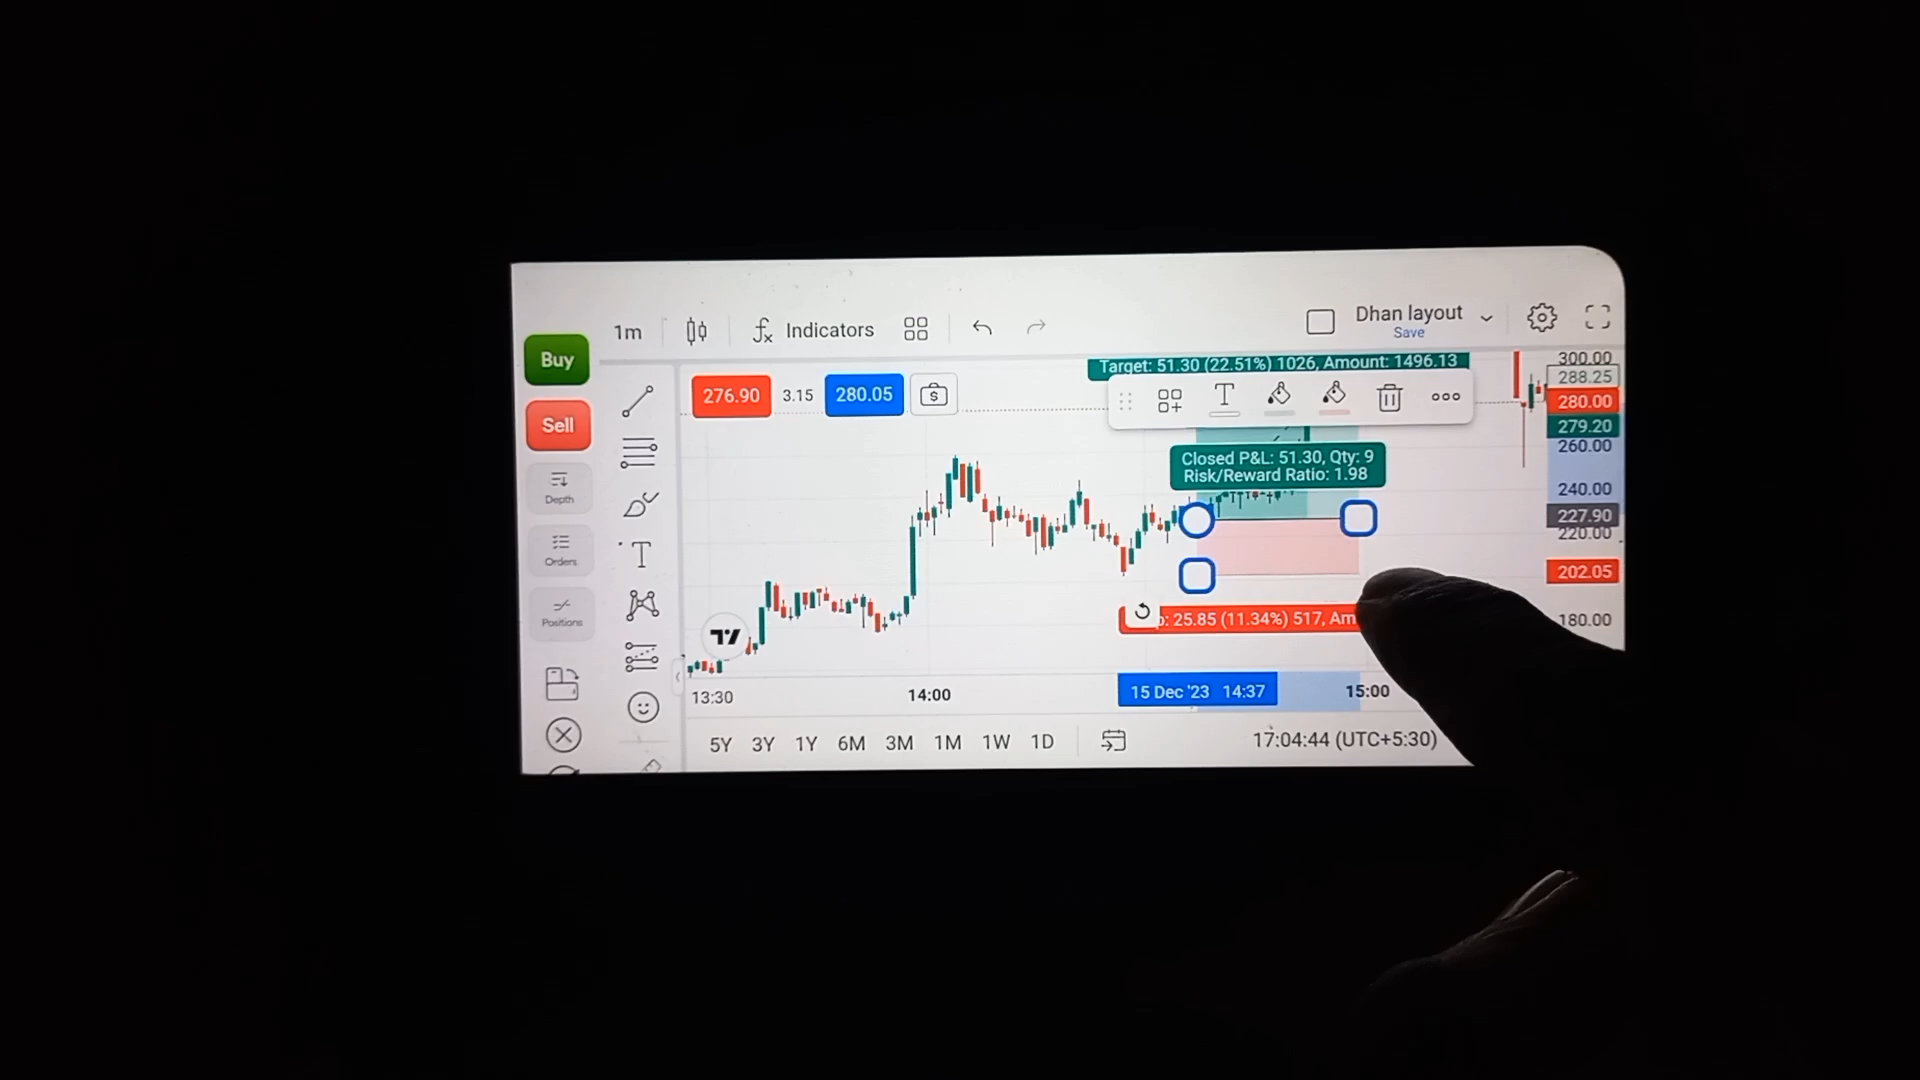 1m
Indicators
Dhan layout
Save
Buy
Sell
Depth
Orders
Positions
276.90
3.15
280.05
Target: 51.30 (22.51%) 1026, Amount: 1496.13
T
Closed P&L: 51.30, Qty: 9
Risk/Reward Ratio: 1.98
T
: 25.85 (11.34%) 517, Am
300.00
288.25
280.00
279.20
260.00
240.00
227.90
220.00
202.05
180.00
13:30
14:00
15 Dec '23 14:37
15:00
5Y 3Y 1Y 6M 3M 1M 1W 1D
17:04:44 (UTC+5:30)